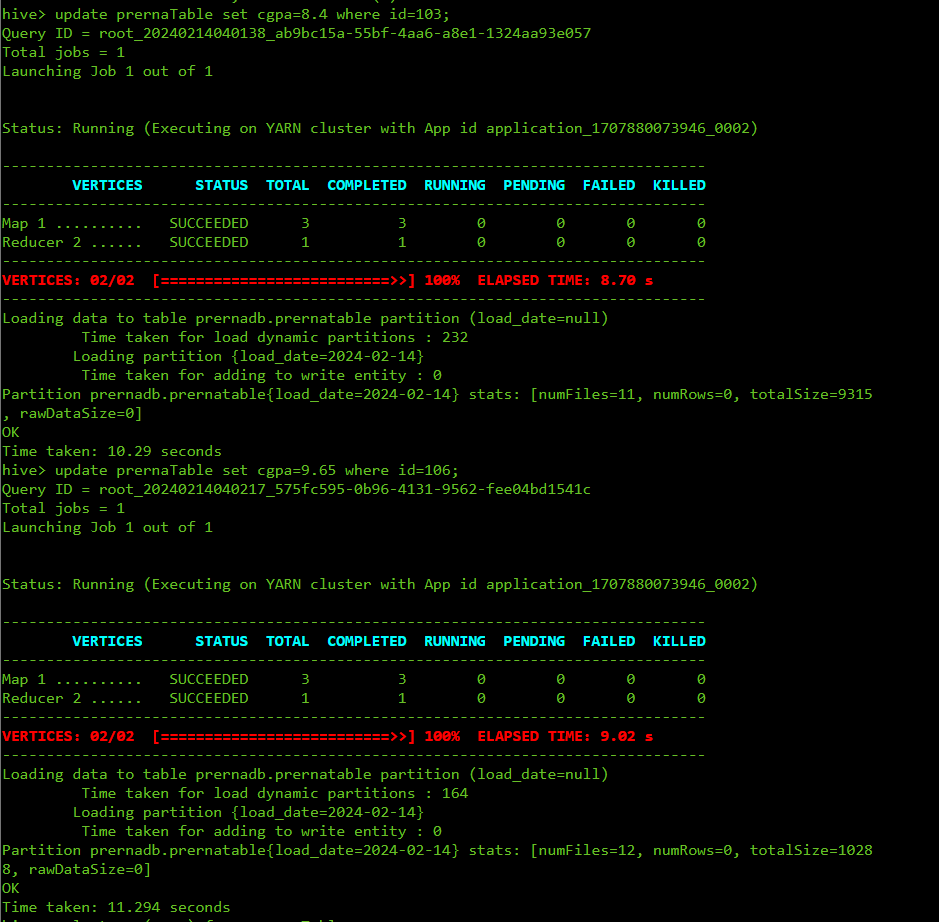 hive> update prernaTable set cgpa=8.4 where id=103;
Query ID = root_20240214040138_ab9bc15a-55bf-4aa6-a8e1-1324aa93e057
Total jobs = 1
Launching Job 1 out of 1
Status: Running (Executing on YARN cluster with App id application_1707880073946_0002)
--------------------------------------------------------------------------------
        VERTICES      STATUS  TOTAL  COMPLETED  RUNNING  PENDING  FAILED  KILLED
--------------------------------------------------------------------------------
Map 1 ..........   SUCCEEDED      3          3        0        0       0       0
Reducer 2 ......   SUCCEEDED      1          1        0        0       0       0
--------------------------------------------------------------------------------
VERTICES: 02/02  [==========================>>] 100%  ELAPSED TIME: 8.70 s
--------------------------------------------------------------------------------
Loading data to table prernadb.prernatable partition (load_date=null)
         Time taken for load dynamic partitions : 232
        Loading partition {load_date=2024-02-14}
         Time taken for adding to write entity : 0
Partition prernadb.prernatable{load_date=2024-02-14} stats: [numFiles=11, numRows=0, totalSize=9315
, rawDataSize=0]
OK
Time taken: 10.29 seconds
hive> update prernaTable set cgpa=9.65 where id=106;
Query ID = root_20240214040217_575fc595-0b96-4131-9562-fee04bd1541c
Total jobs = 1
Launching Job 1 out of 1
Status: Running (Executing on YARN cluster with App id application_1707880073946_0002)
--------------------------------------------------------------------------------
        VERTICES      STATUS  TOTAL  COMPLETED  RUNNING  PENDING  FAILED  KILLED
--------------------------------------------------------------------------------
Map 1 ..........   SUCCEEDED      3          3        0        0       0       0
Reducer 2 ......   SUCCEEDED      1          1        0        0       0       0
--------------------------------------------------------------------------------
VERTICES: 02/02  [==========================>>] 100%  ELAPSED TIME: 9.02 s
--------------------------------------------------------------------------------
Loading data to table prernadb.prernatable partition (load_date=null)
         Time taken for load dynamic partitions : 164
        Loading partition {load_date=2024-02-14}
         Time taken for adding to write entity : 0
Partition prernadb.prernatable{load_date=2024-02-14} stats: [numFiles=12, numRows=0, totalSize=1028
8, rawDataSize=0]
OK
Time taken: 11.294 seconds